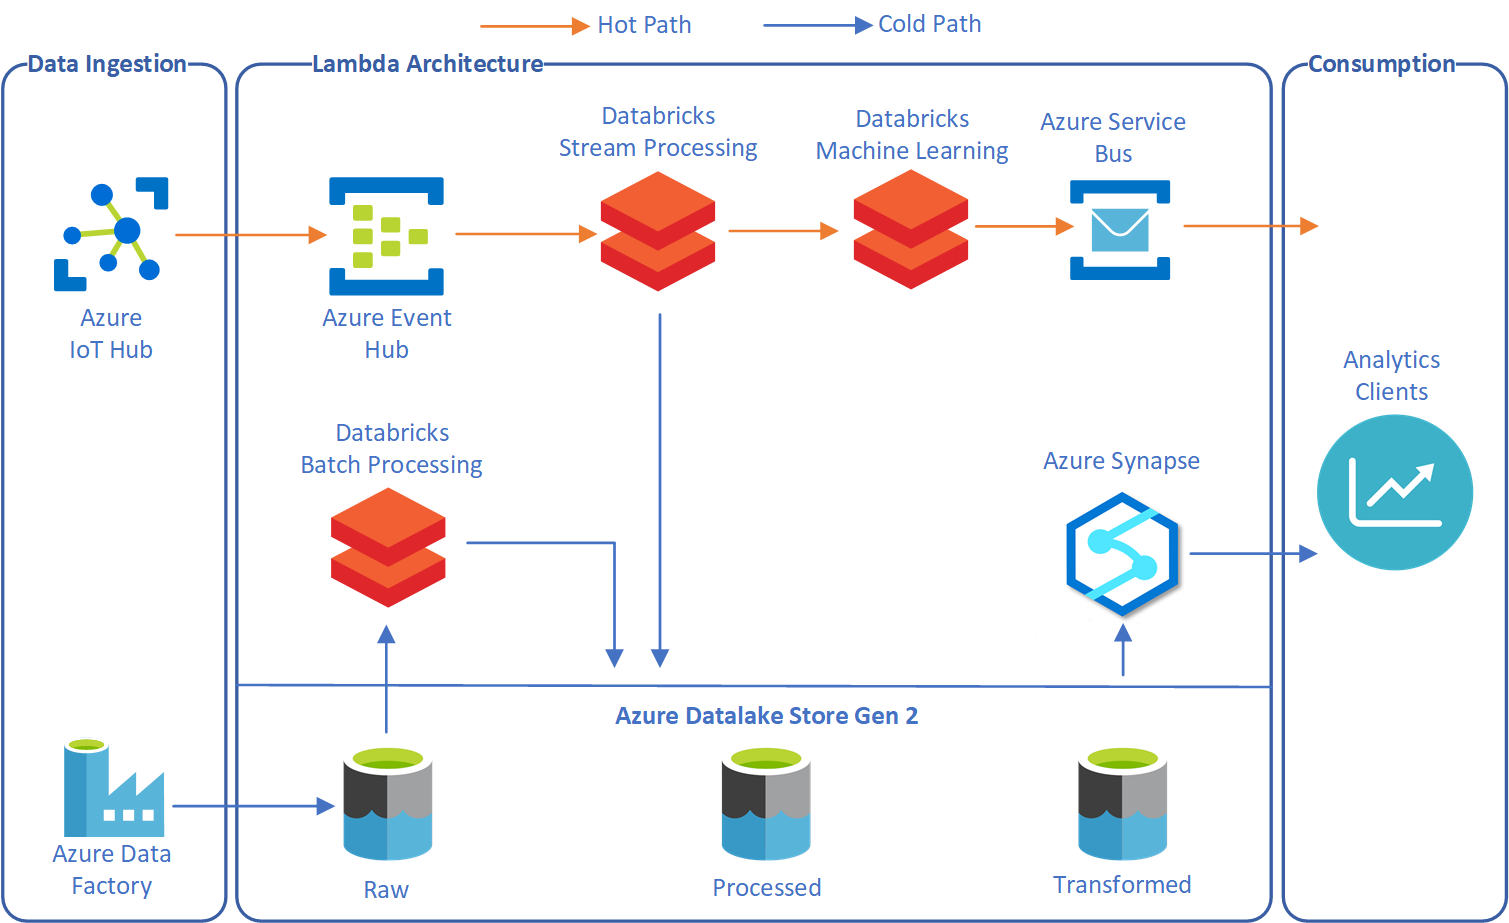 Hot Path
Cold Path
Data Ingestion
Lambda Architecture
Consumption
Databricks
Stream Processing
Databricks
Machine Learning
Azure Service
Bus
Azure
IoT Hub
Azure Event
Hub
Analytics
Clients
Databricks
Batch Processing
Azure Synapse
Azure Datalake Store Gen 2
Azure Data
Factory
Raw
Processed
Transformed